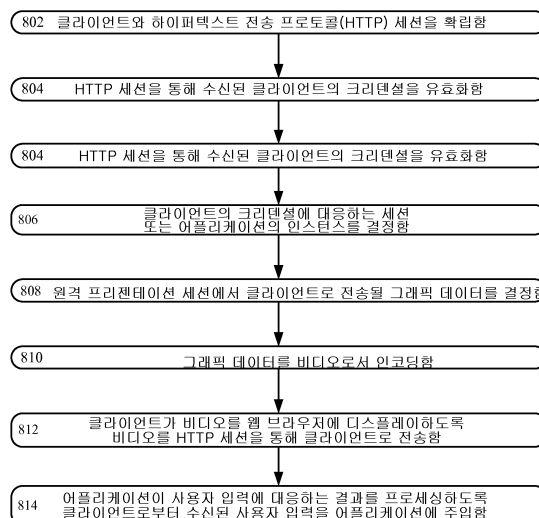 802 클라이언트와 하이퍼텍스트 전송 프로토콜(HTTP) 세션을 확립함
804 HTTP 세션을 통해 수신된 클라이언트의 크리덴셜을 유효화함
804 HTTP 세션을 통해 수신된 클라이언트의 크리덴셜을 유효화함
806 클라이언트의 크리덴셜에 대응하는 세션
또는 어플리케이션의 인스턴스를 결정함
808 원격 프리젠테이션 세션에서 클라이언트로 전송될 그래픽 데이터를 결정함
810 그래픽 데이터를 비디오로서 인코딩함
812 클라이언트가 비디오를 웹 브라우저에 디스플레이하도록
비디오를 HTTP 세션을 통해 클라이언트로 전송함
814 어플리케이션이 사용자 입력에 대응하는 결과를 프로세싱하도록
클라이언트로부터 수신된 사용자 입력을 어플리케이션에 주입함